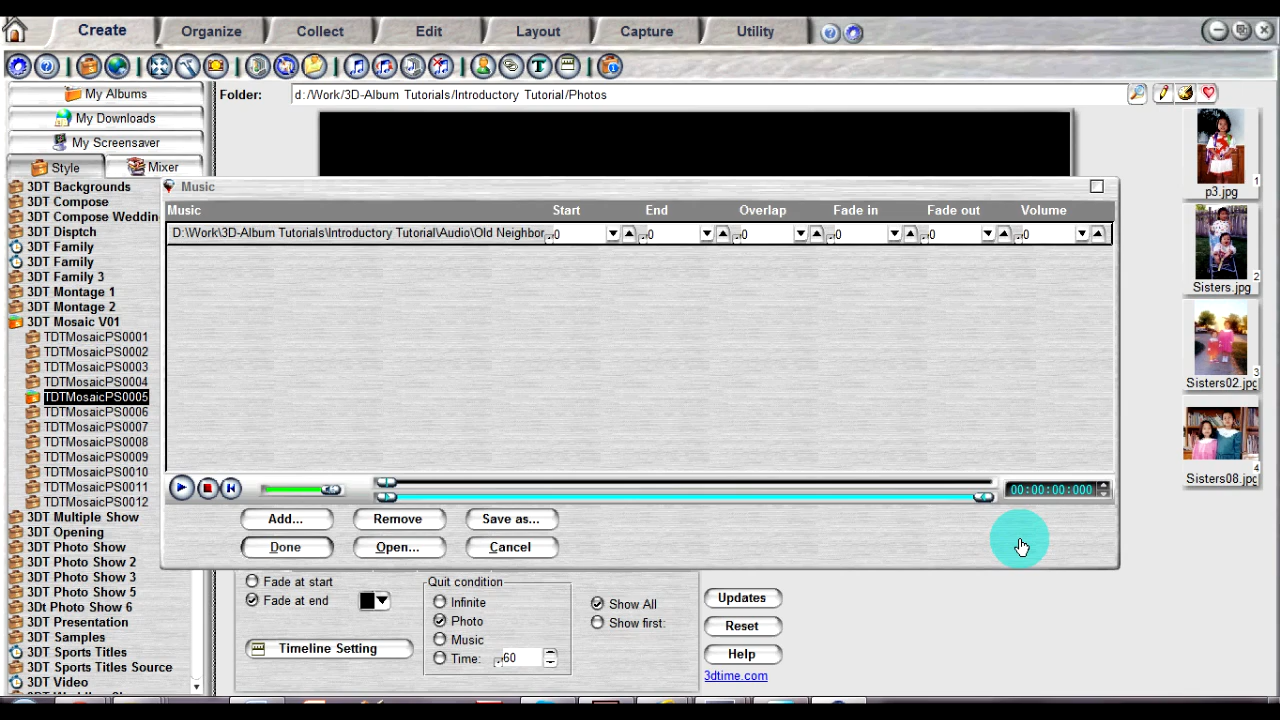 Create Organize Collect Edit Layout Capture Utility
My Albums
My Downloads
My Screensaver
Style Mixer
Folder: d:/Work/3D-Album Tutorials/Introductory Tutorial/Photos
3DT Backgrounds
3DT Compose
3DT Compose Weddin
3DT Disptch
3DT Family
3DT Family
3DT Family 3
3DT Montage 1
3DT Montage 2
3DT Mosaic V01
TDTMosaicPS0001
TDTMosaicPS0002
TDTMosaicPS0003
TDTMosaicPS0004
TDTMosaicPS0005
TDTMosaicPS0006
TDTMosaicPS0007
TDTMosaicPS0008
TDTMosaicPS0009
TDTMosaicPS0010
TDTMosaicPS0011
TDTMosaicPS0012
3DT Multiple Show
3DT Opening
3DT Photo Show
3DT Photo Show 2
3DT Photo Show 3
3DT Photo Show 5
3Dt Photo Show 6
3DT Presentation
3DT Samples
3DT Sports Titles
3DT Sports Titles Source
3DT Video
Music
Music Start End Overlap Fade in Fade out Volume
D:\Work\3D-Album Tutorials\Introductory Tutorial\Audio\Old Neighbor 0 0 0 0 0 0
00:00:00:000
Add... Remove Save as...
Done Open... Cancel
Fade at start
Fade at end
Timeline Setting
Quit condition
Infinite
Photo
Music
Time: 60
Show All
Show first:
Updates
Reset
Help
3dtime.com
p3.jpg 1
Sisters.jpg 2
Sisters02.jpg 3
Sisters08.jpg 4